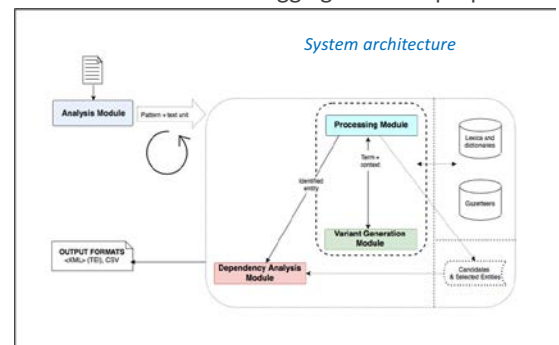 System architecture
Analysis Module
Pattern + text unit
Processing Module
Lexica and
dictionaries
Term +
context
Identified
entity
Gazetteers
Variant Generation
Module
OUTPUT FORMATS
<XML> (TEI), CSV
Dependency Analysis
Module
Candidates
& Selected Entities